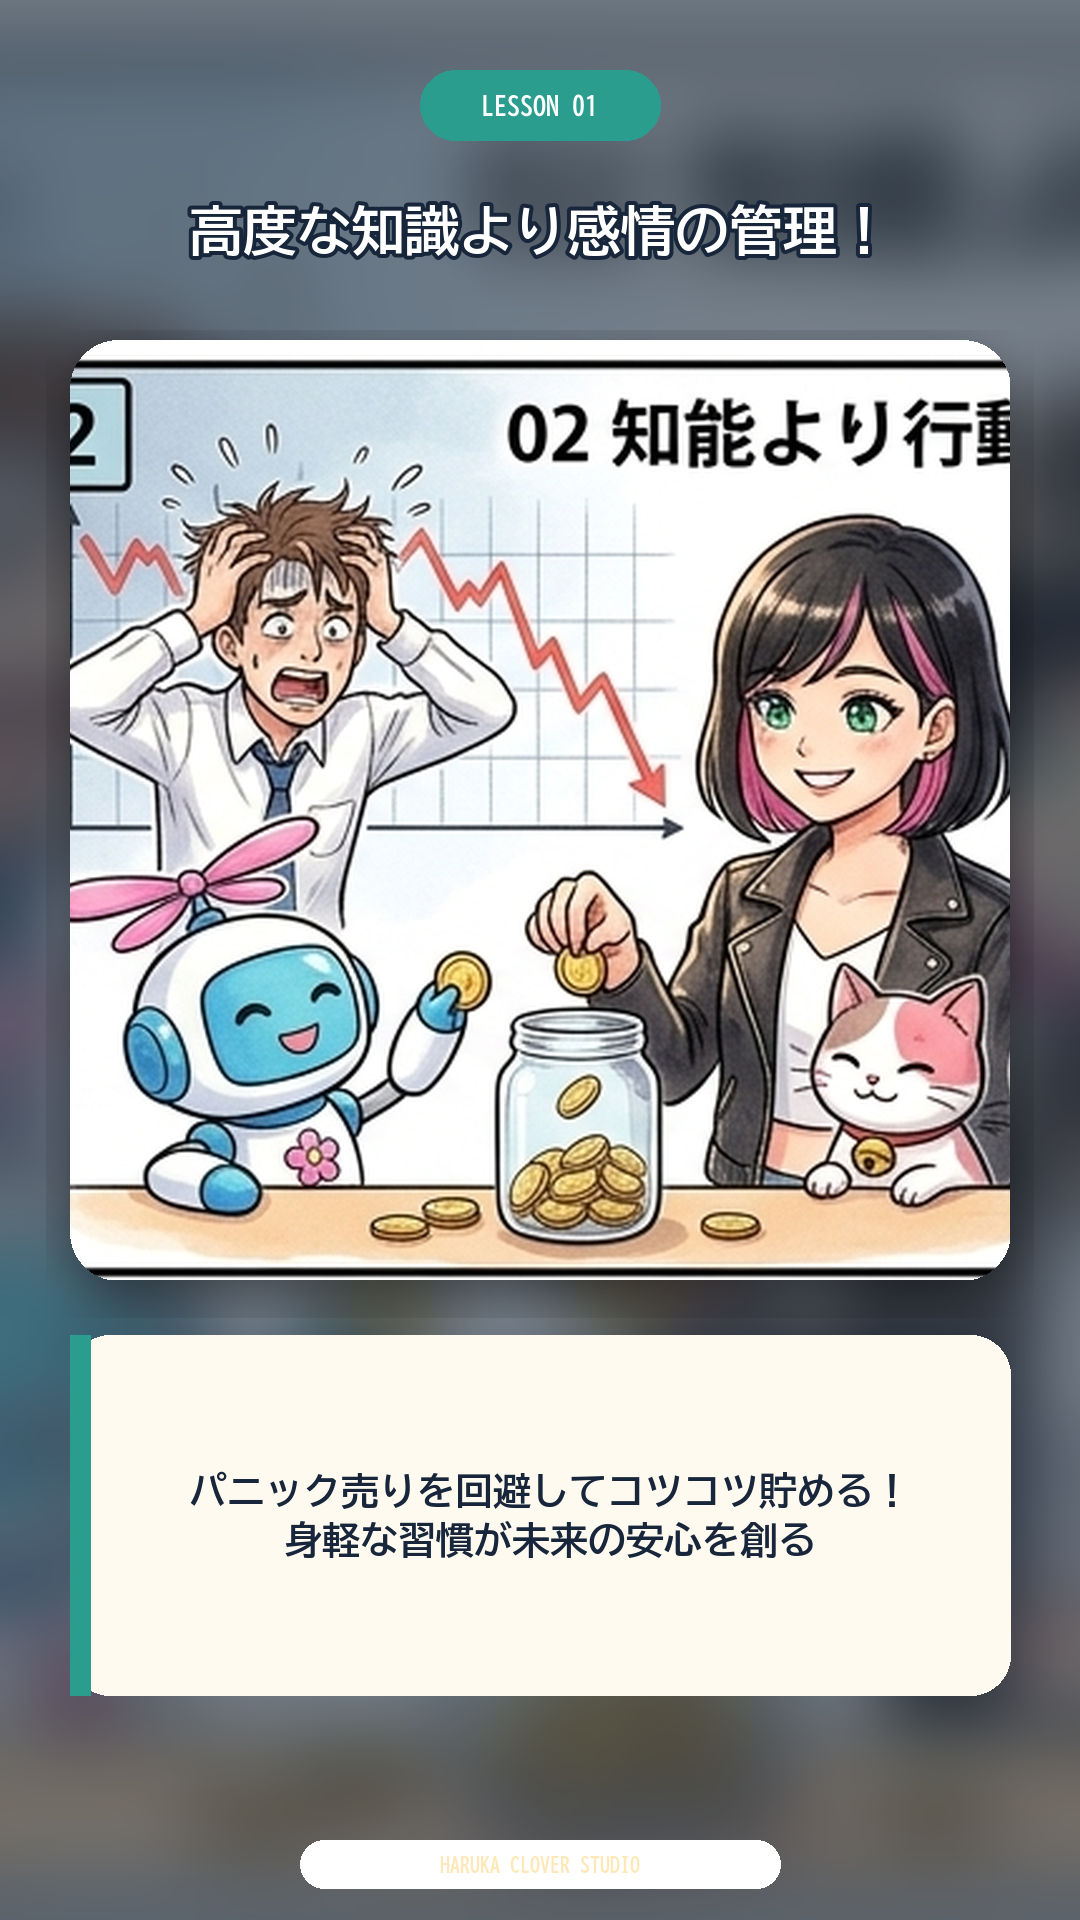 LESSON 01
高度な知識より感情の管理！
2
02 知能より行動
パニック売りを回避してコツコツ貯める！
身軽な習慣が未来の安心を創る
HARUKA CLOVER STUDIO